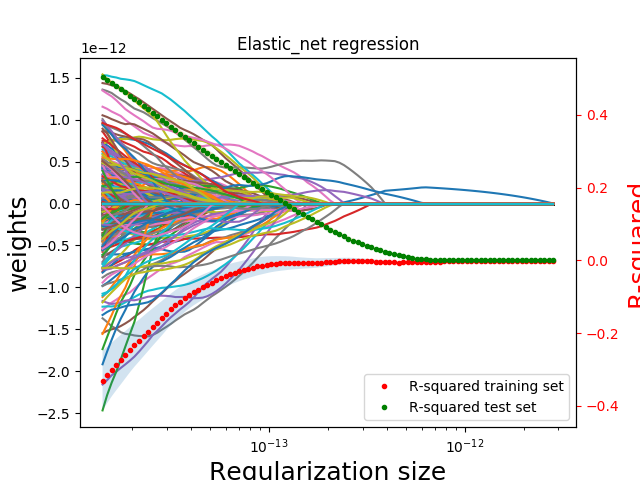 Elastic_net regression
1e−12
1.5
1.0
0.5
0.0
−0.5
−1.0
−1.5
−2.0
−2.5
weights
0.4
0.2
0.0
−0.2
−0.4
R-squared
R-squared training set
R-squared test set
10−13
10−12
Regularization size